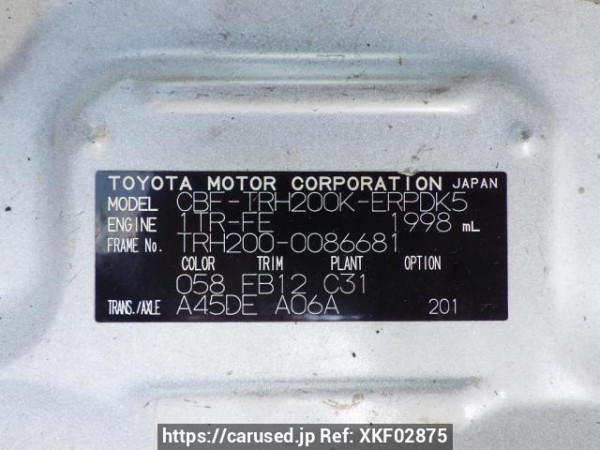 TOYOTA MOTOR CORPORATION JAPAN
MODEL CBF-TRH200K-ERPDK5
ENGINE 1TR-FE 1998 mL
FRAME No. TRH200-0086681
COLOR TRIM PLANT OPTION
058 FB12 C31
TRANS./AXLE A45DE A06A 201
https://carused.jp Ref: XKF02875